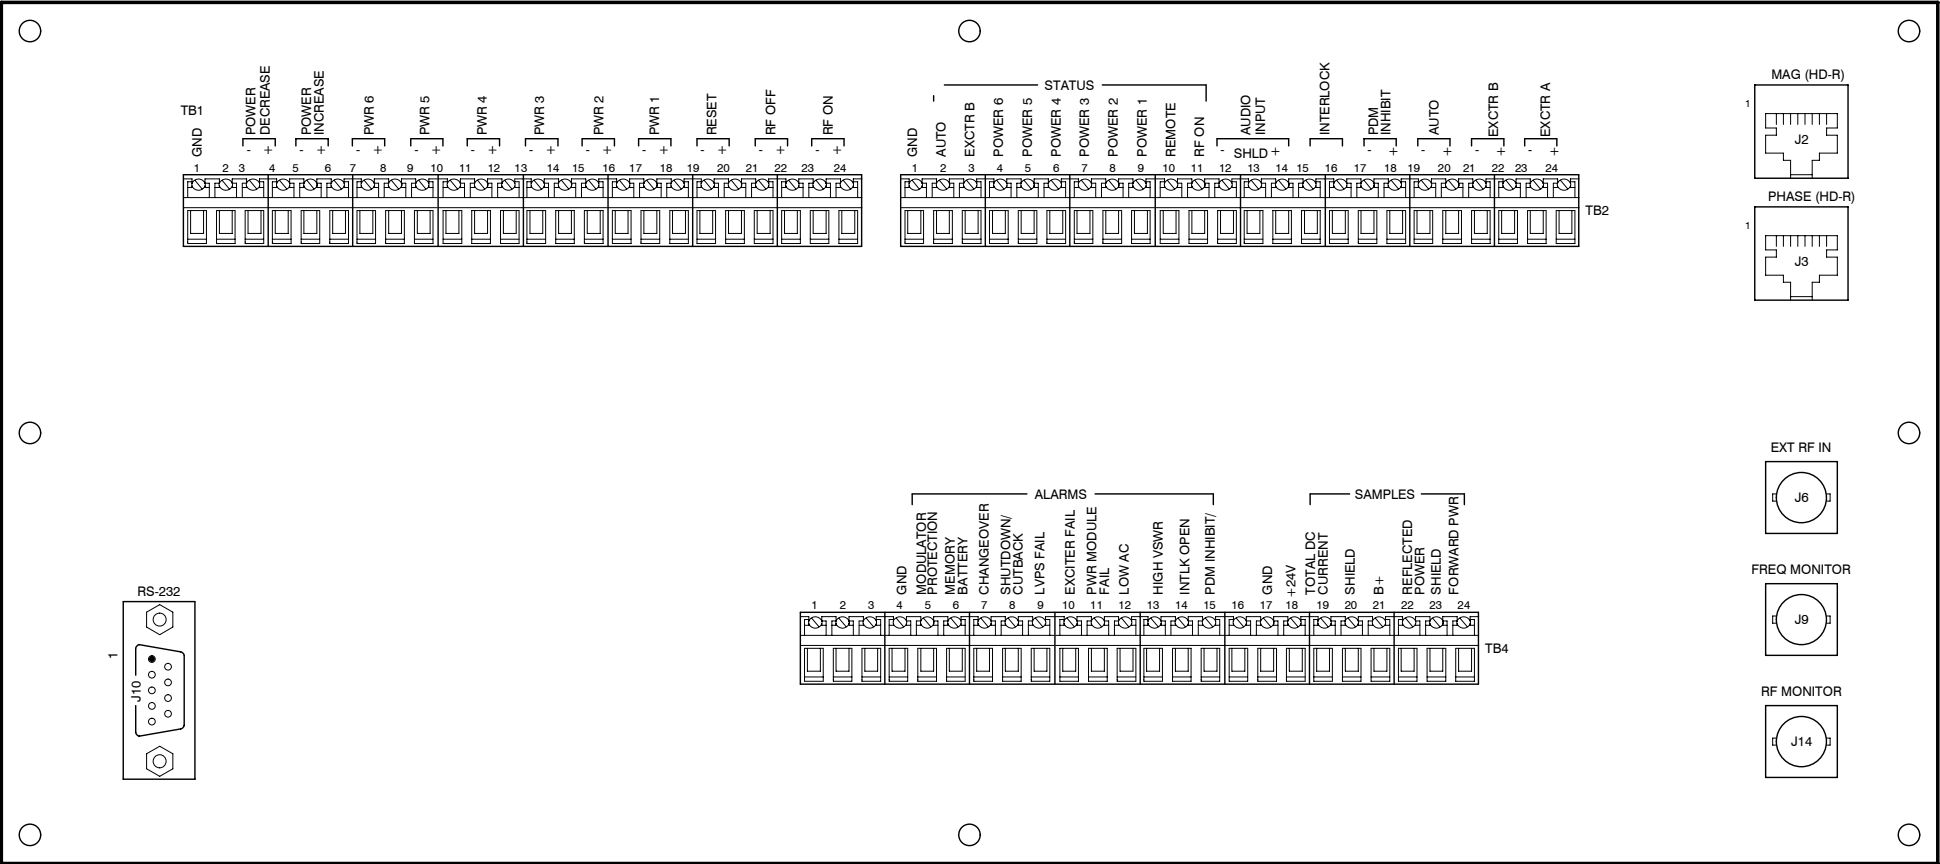 TB1
GND
POWER
DECREASE
- +
POWER
INCREASE
- +
PWR 6
- +
PWR 5
- +
PWR 4
- +
PWR 3
- +
PWR 2
- +
PWR 1
- +
RESET
- +
RF OFF
- +
RF ON
- +
1 2 3 4 5 6 7 8 9 10 11 12 13 14 15 16 17 18 19 20 21 22 23 24
STATUS
-
GND
AUTO
EXCTR B
POWER 6
POWER 5
POWER 4
POWER 3
POWER 2
POWER 1
REMOTE
RF ON
AUDIO
INPUT
- SHLD +
INTERLOCK
PDM
INHIBIT
- +
AUTO
- +
EXCTR B
- +
EXCTR A
- +
1 2 3 4 5 6 7 8 9 10 11 12 13 14 15 16 17 18 19 20 21 22 23 24
TB2
MAG (HD-R)
1
J2
PHASE (HD-R)
1
J3
RS-232
1
J10
ALARMS
GND
MODULATOR
PROTECTION
MEMORY
BATTERY
CHANGEOVER
SHUTDOWN/
CUTBACK
LVPS FAIL
EXCITER FAIL
PWR MODULE
FAIL
LOW AC
HIGH VSWR
INTLK OPEN
PDM INHIBIT/
GND
+24V
SAMPLES
TOTAL DC
CURRENT
SHIELD
B+
REFLECTED
POWER
SHIELD
FORWARD PWR
1 2 3 4 5 6 7 8 9 10 11 12 13 14 15 16 17 18 19 20 21 22 23 24
TB4
EXT RF IN
J6
FREQ MONITOR
J9
RF MONITOR
J14